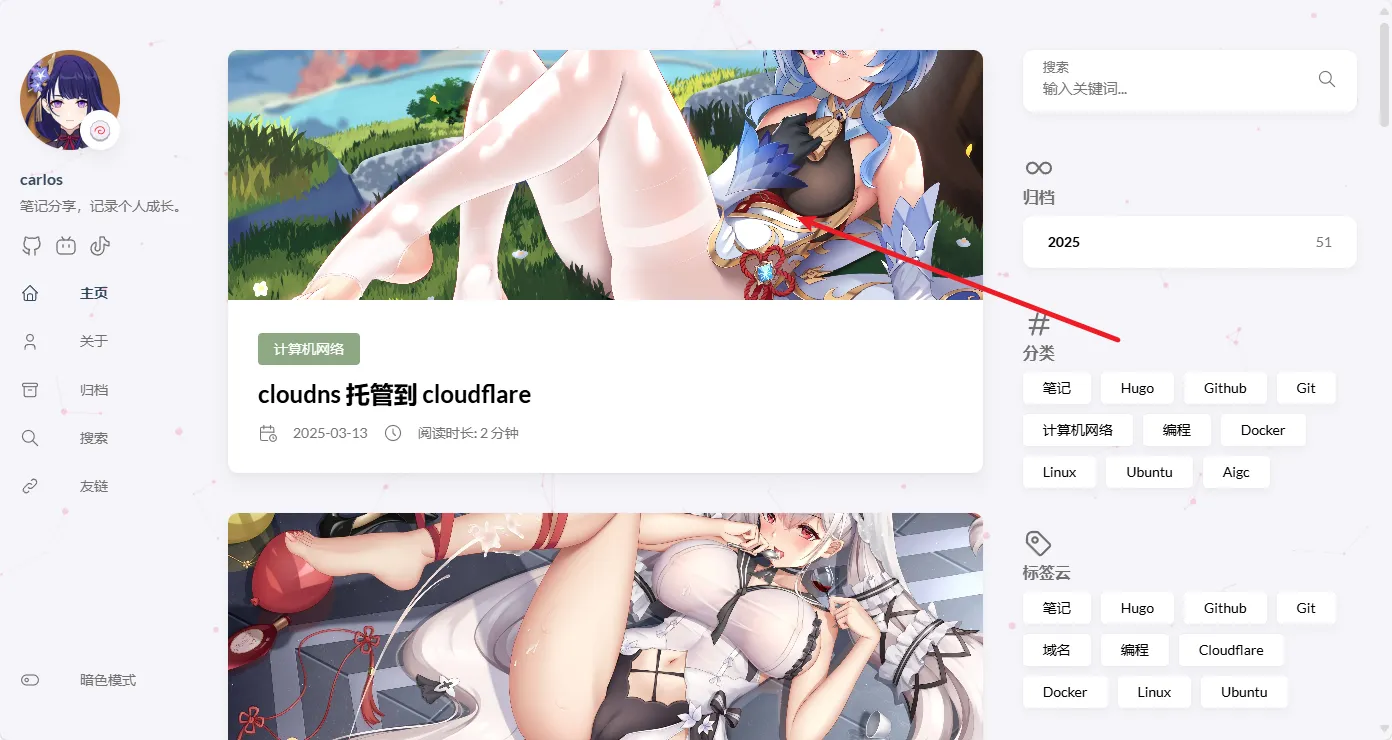 carlos
笔记分享，记录个人成长。
主页
关于
归档
搜索
友链
暗色模式
计算机网络
cloudns 托管到 cloudflare
2025-03-13 阅读时长: 2 分钟
搜索
输入关键词...
归档
2025 51
分类
笔记 Hugo Github Git
计算机网络 编程 Docker
Linux Ubuntu Aigc
标签云
笔记 Hugo Github Git
域名 编程 Cloudflare
Docker Linux Ubuntu